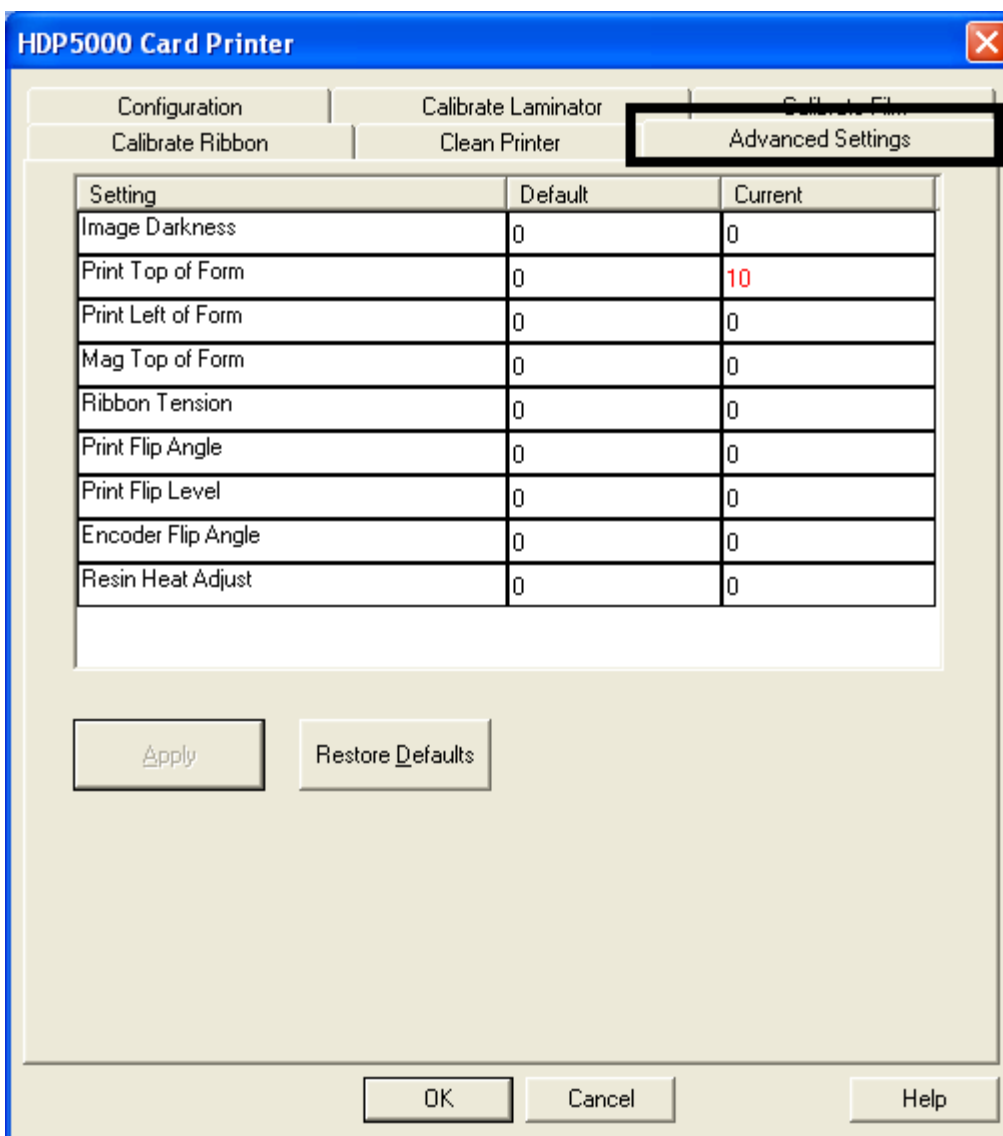 HDP5000 Card Printer
Configuration Calibrate Laminator Calibrate Film
Calibrate Ribbon Clean Printer Advanced Settings
Setting Default Current
Image Darkness 0 0
Print Top of Form 0 10
Print Left of Form 0 0
Mag Top of Form 0 0
Ribbon Tension 0 0
Print Flip Angle 0 0
Print Flip Level 0 0
Encoder Flip Angle 0 0
Resin Heat Adjust 0 0
Apply Restore Defaults
OK Cancel Help